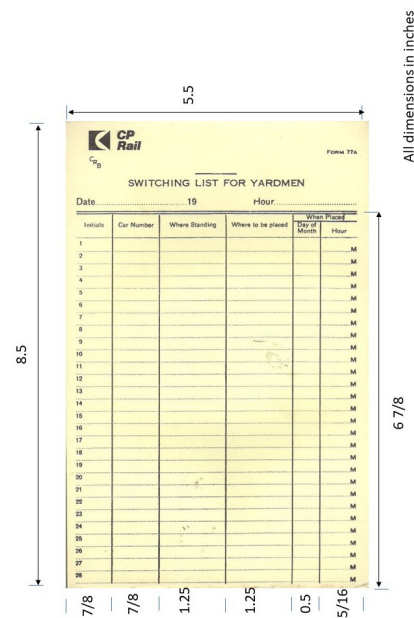 All dimensions in inches
5.5
CP
Rail
CRB
FORM 77A
SWITCHING LIST FOR YARDMEN
Date 19 Hour
When Placed
Initials Car Number Where Standing Where to be placed Day of Month Hour
1 M
2 M
3 M
4 M
5 M
6 M
7 M
8 M
9 M
10 M
11 M
12 M
13 M
14 M
15 M
16 M
17 M
18 M
19 M
20 M
21 M
22 M
23 M
24 M
25 M
26 M
27 M
28 M
8.5
6 7/8
7/8 7/8 1.25 1.25 0.5 5/16